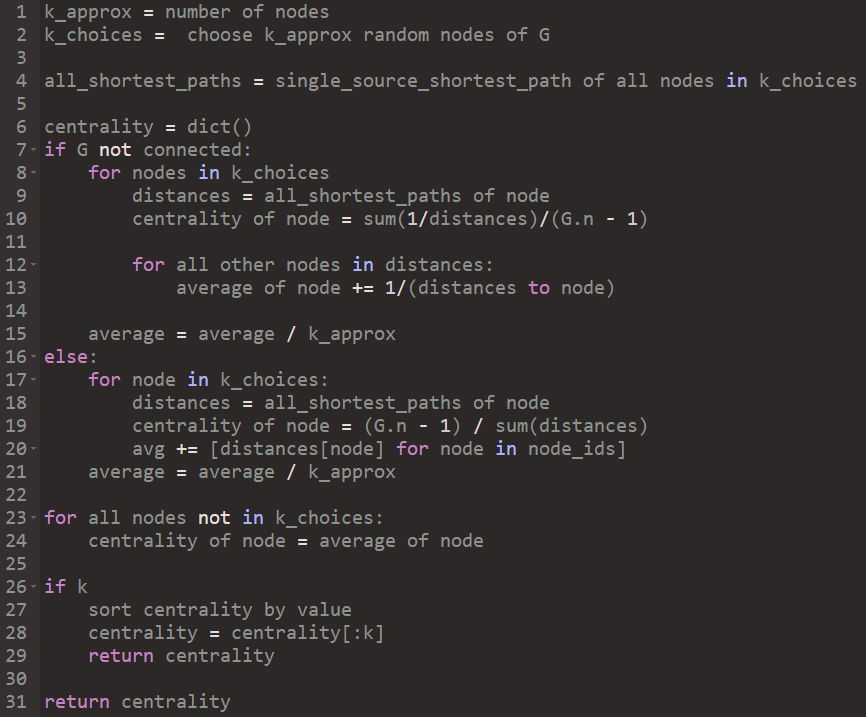 1 k_approx = number of nodes
2 k_choices =  choose k_approx random nodes of G
3
4 all_shortest_paths = single_source_shortest_path of all nodes in k_choices
5
6 centrality = dict()
7 if G not connected:
8     for nodes in k_choices
9         distances = all_shortest_paths of node
10         centrality of node = sum(1/distances)/(G.n - 1)
11
12         for all other nodes in distances:
13             average of node += 1/(distances to node)
14
15     average = average / k_approx
16 else:
17     for node in k_choices:
18         distances = all_shortest_paths of node
19         centrality of node = (G.n - 1) / sum(distances)
20         avg += [distances[node] for node in node_ids]
21     average = average / k_approx
22
23 for all nodes not in k_choices:
24     centrality of node = average of node
25
26 if k
27     sort centrality by value
28     centrality = centrality[:k]
29     return centrality
30
31 return centrality